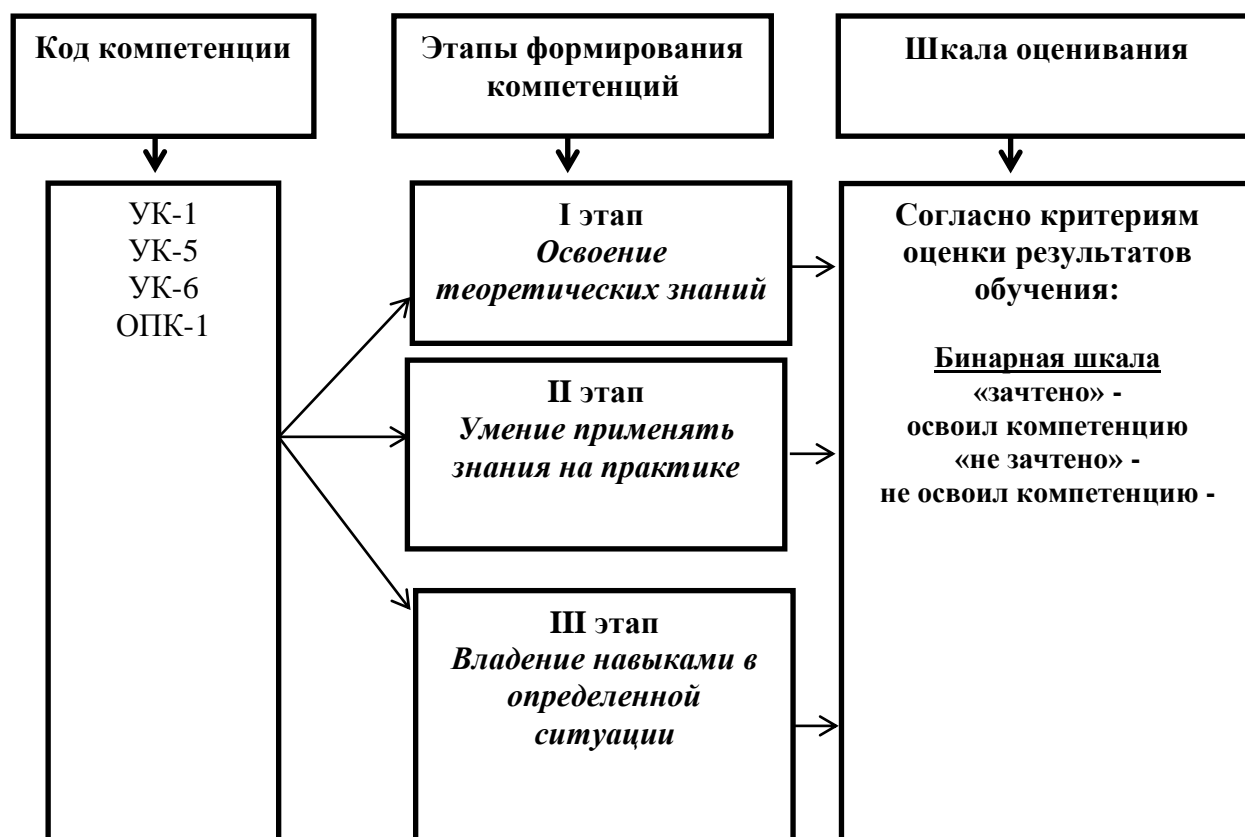 Код компетенции
Этапы формирования
компетенций
Шкала оценивания
УК-1
УК-5
УК-6
ОПК-1
I этап
Освоение
теоретических знаний
II этап
Умение применять
знания на практике
III этап
Владение навыками в
определенной
ситуации
Согласно критериям
оценки результатов
обучения:
Бинарная шкала
«зачтено» -
освоил компетенцию
«не зачтено» -
не освоил компетенцию -